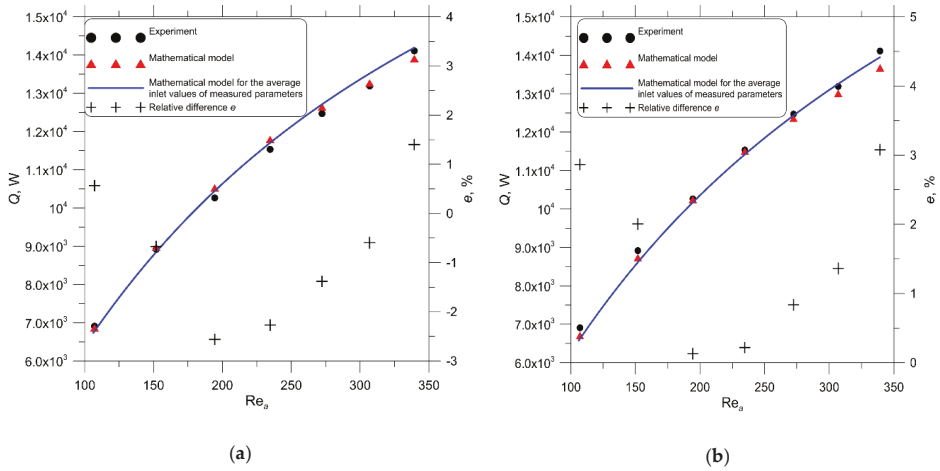 (a)
1.5x10⁴
1.4x10⁴
1.3x10⁴
1.2x10⁴
1.1x10⁴
10⁴
9.0x10³
8.0x10³
7.0x10³
6.0x10³
Q, W
Experiment
Mathematical model
Mathematical model for the average
inlet values of measured parameters
Relative difference e
4
3
2
1
0
-1
-2
-3
e, %
100 150 200 250 300 350
Reₐ
(a)
1.5x10⁴
1.4x10⁴
1.3x10⁴
1.2x10⁴
1.1x10⁴
10⁴
9.0x10³
8.0x10³
7.0x10³
6.0x10³
Q, W
Experiment
Mathematical model
Mathematical model for the average
inlet values of measured parameters
Relative difference e
5
4
3
2
1
0
e, %
100 150 200 250 300 350
Reₐ
b)
(b)